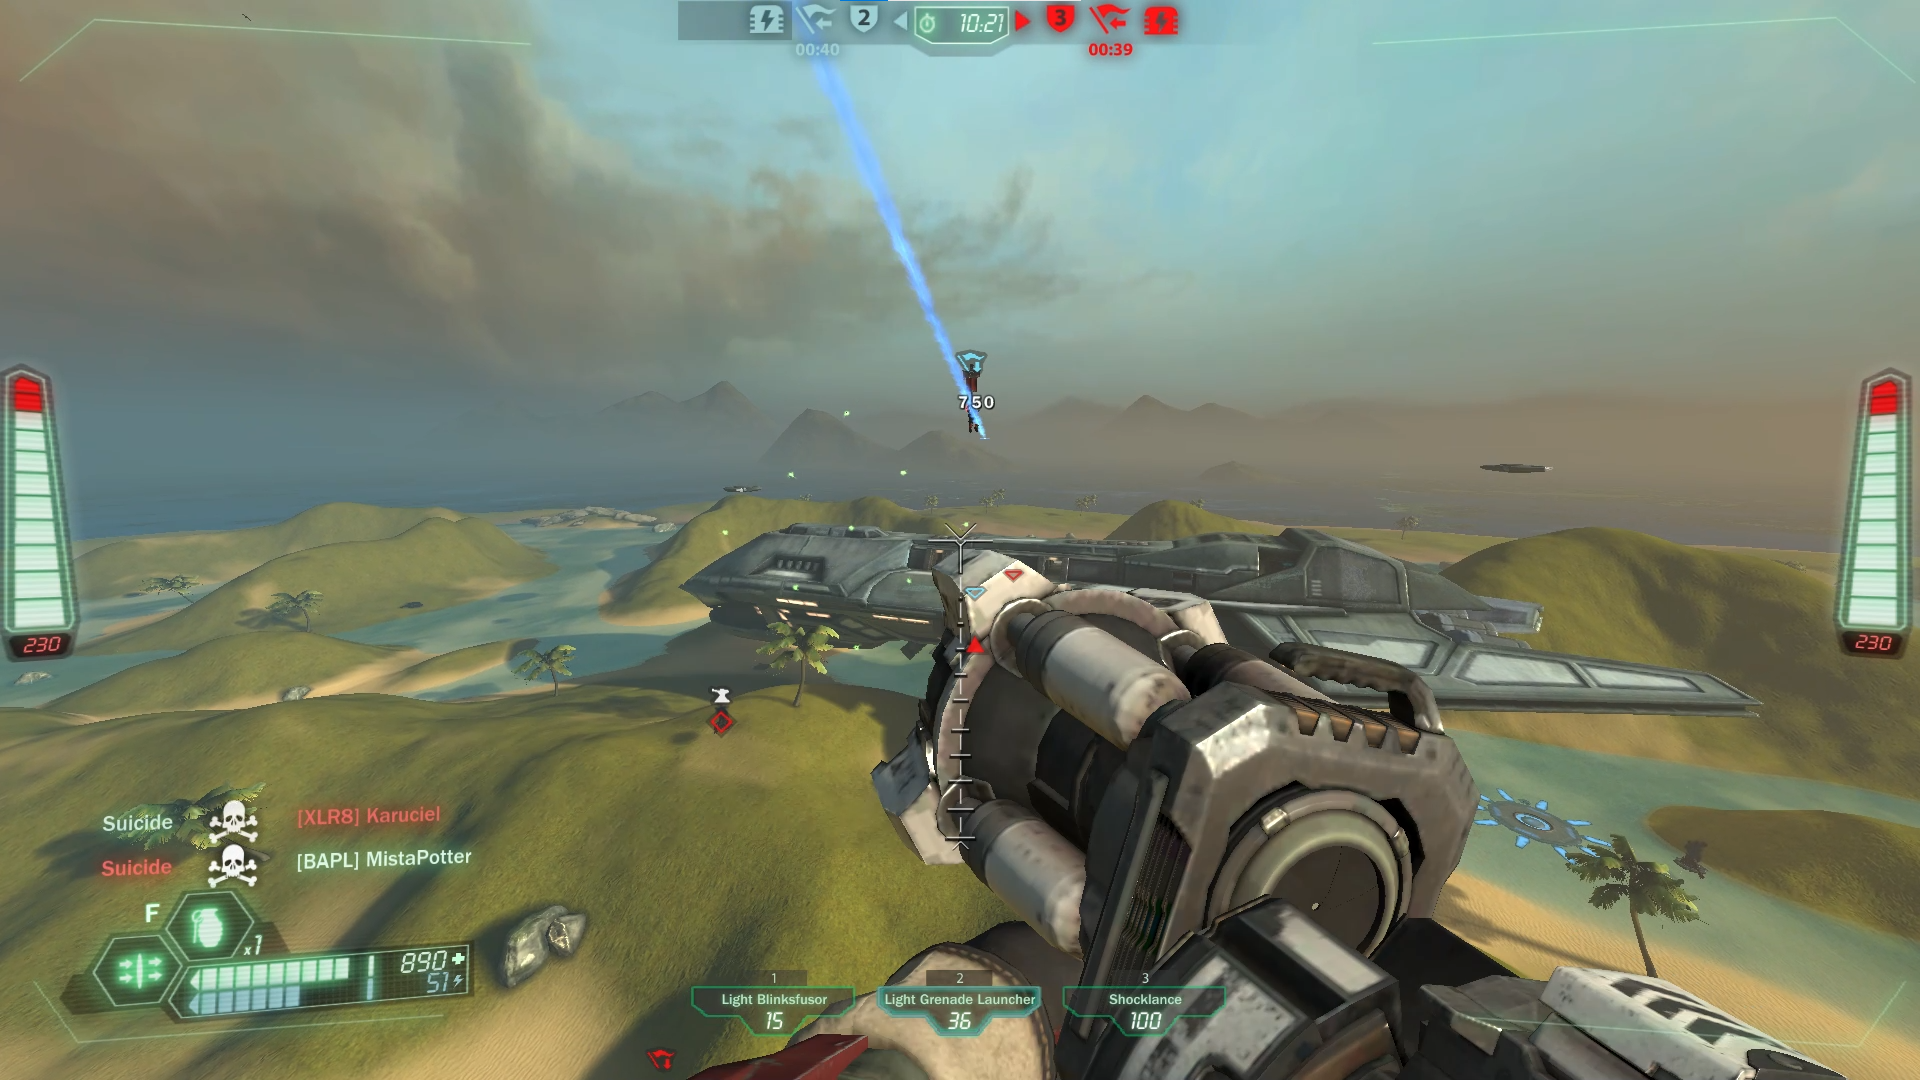 2 10:21 3
00:40 00:39
750
230 230
Suicide [XLR8] Karuciel
Suicide [BAPL] MistaPotter
F
x1
890
51
1 2 3
Light Blinksfusor Light Grenade Launcher Shocklance
15 36 100